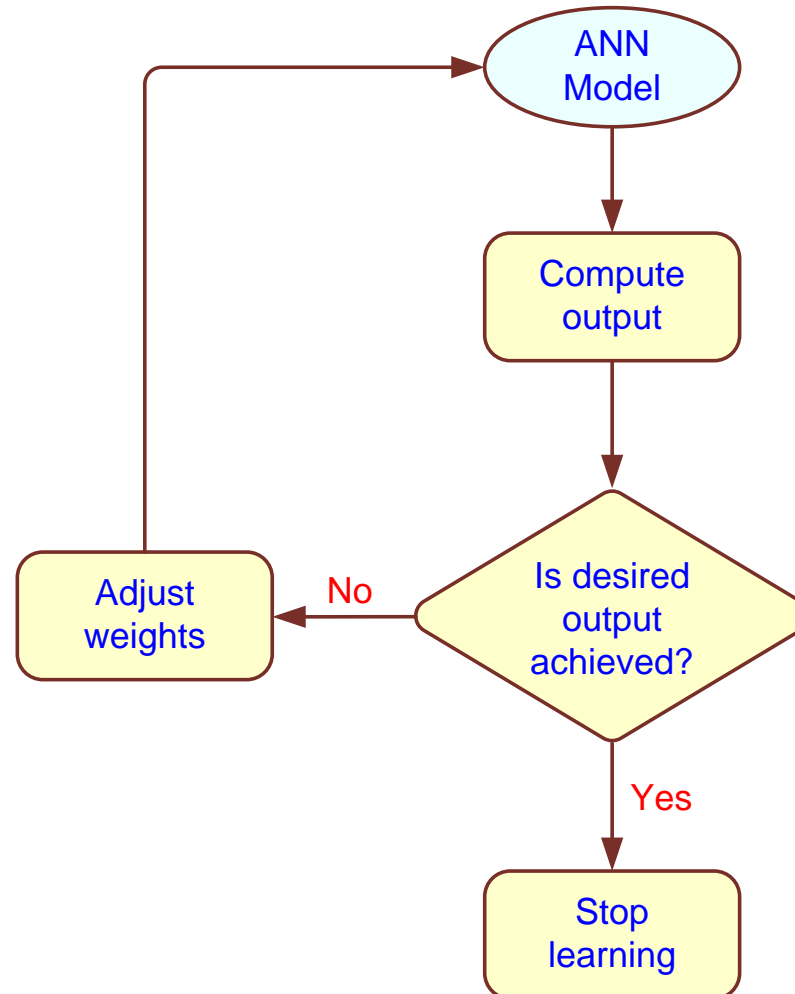 ANN
Model
Compute
output
Is desired
output
achieved?
No
Adjust
weights
Yes
Stop
learning